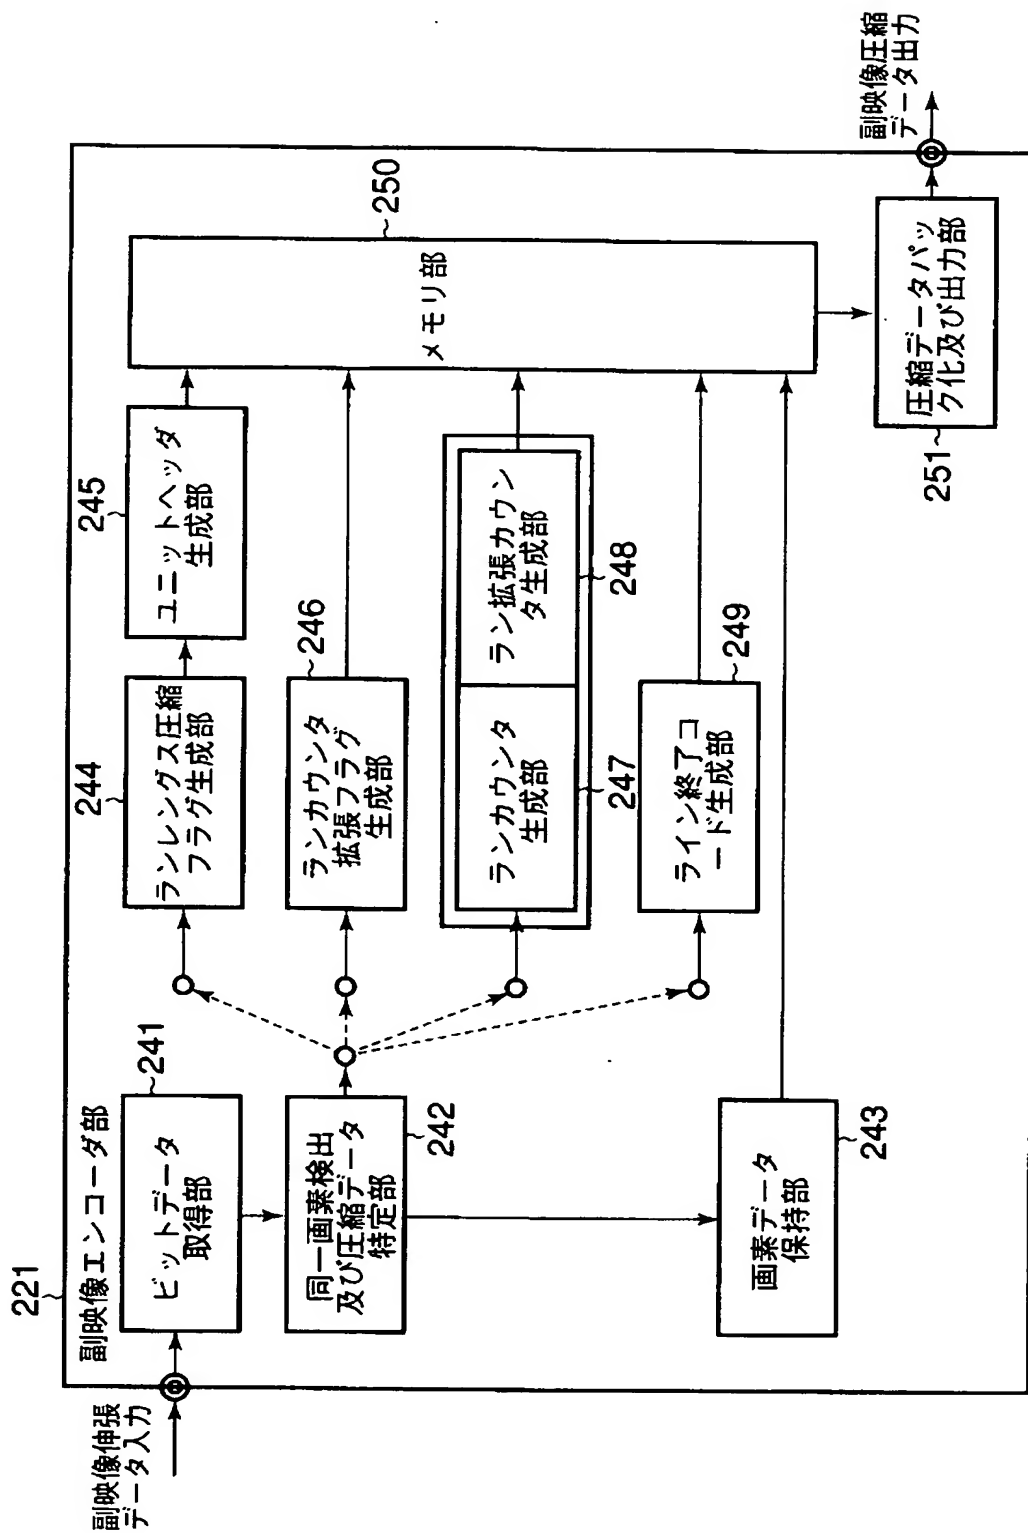 副映像伸張
データ入力
221
副映像エンコーダ部
241
ビットデータ
取得部
同一画素検出
及び圧縮データ
特定部
242
画素データ
保持部
243
244
ランレングス圧縮
フラグ生成部
245
ユニットヘッダ
生成部
246
ランカウンタ
拡張フラグ
生成部
ランカウンタ
生成部
247
ラン拡張カウン
タ生成部
248
249
ライン終了コ
ード生成部
250
メモリ部
圧縮データパッ
ク化及び出力部
251
副映像圧縮
データ出力